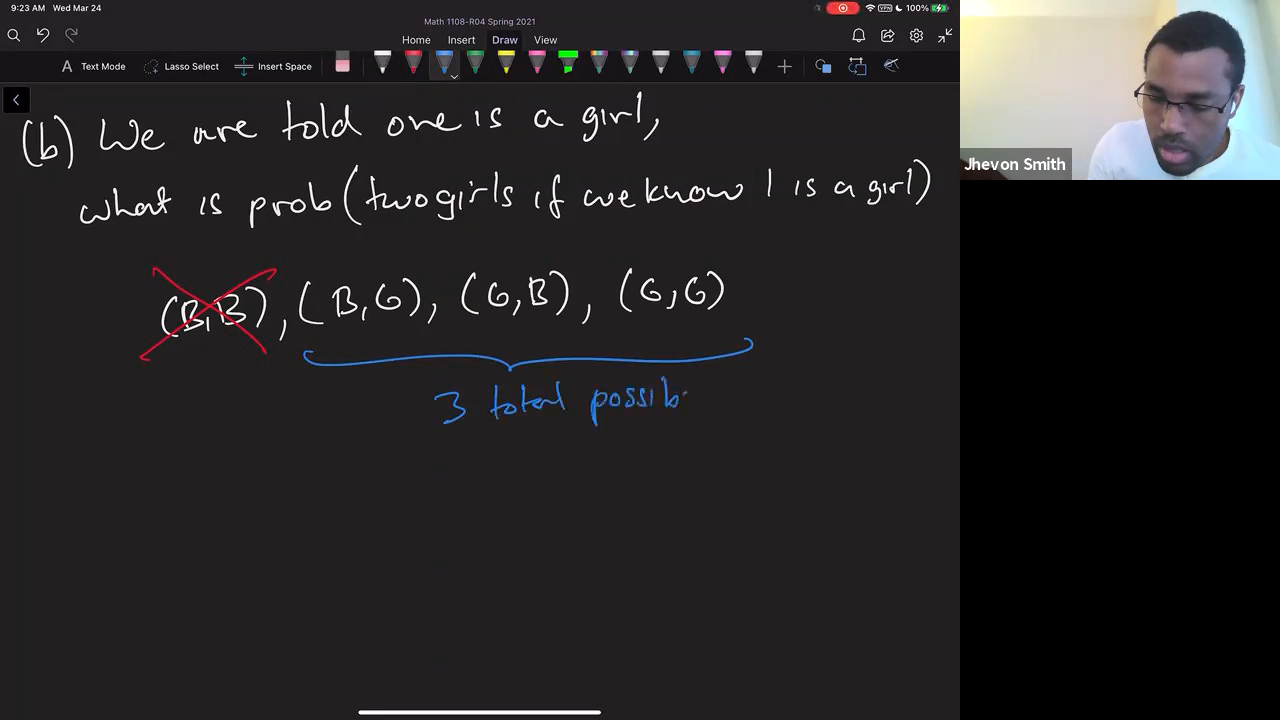 9:23 AM Wed Mar 24
100%
Math 1108-R04 Spring 2021
Home Insert Draw View
Text Mode Lasso Select Insert Space
(b) We are told one is a girl,
what is prob (two girls if we know 1 is a girl)
(B,B), (B,G), (G,B), (G,G)
3 total possib
Jhevon Smith